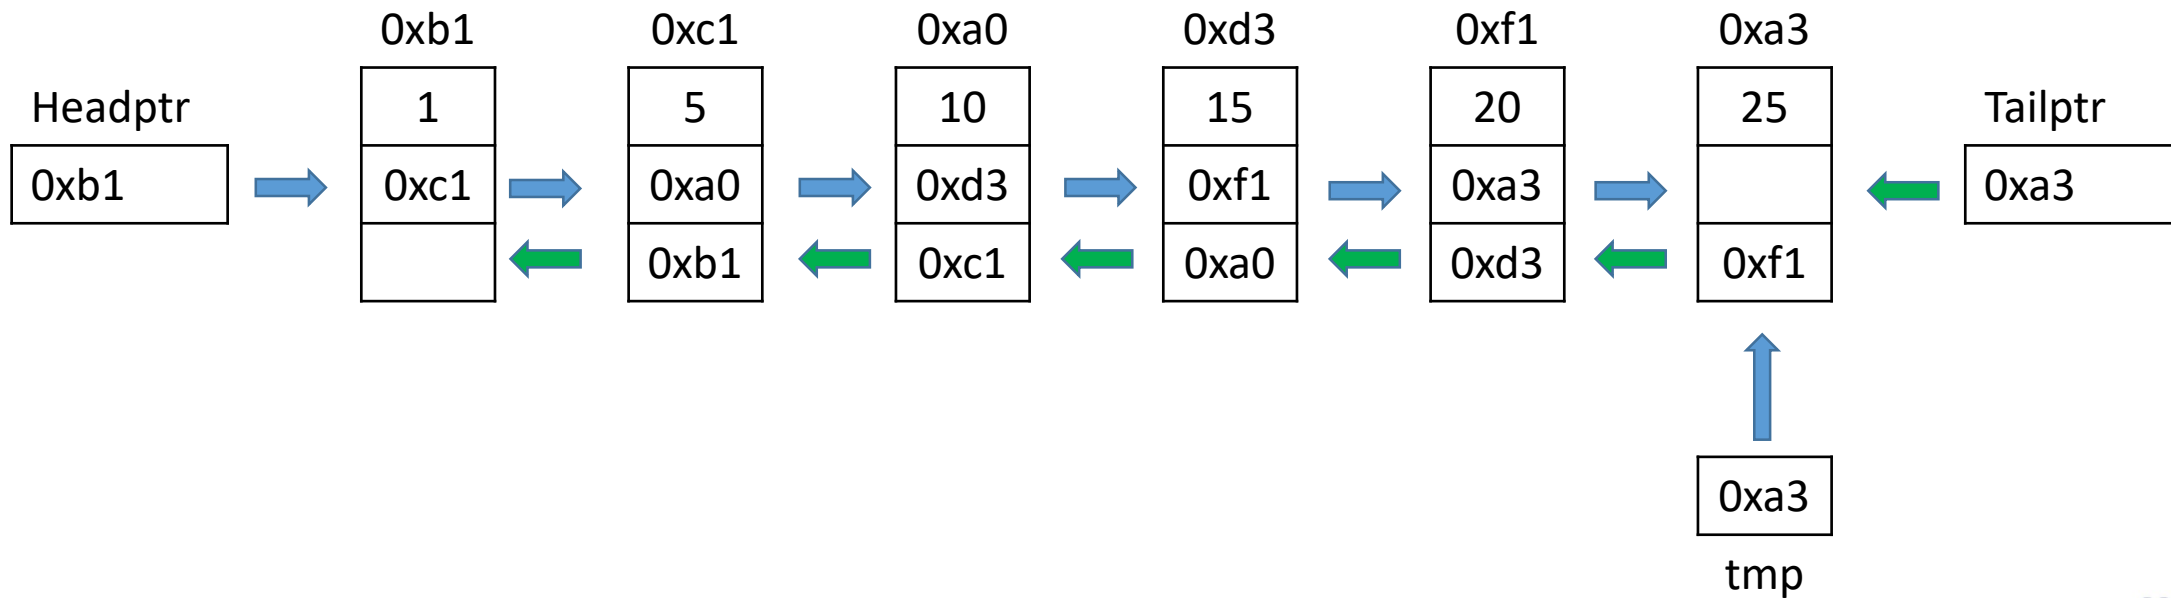 0xb1 0xc1 0xa0 0xd3 0xf1 0xa3
Headptr 1 5 10 15 20 25 Tailptr
0xb1 0xc1 0xa0 0xd3 0xf1 0xa3 0xa3
0xb1 0xc1 0xa0 0xd3 0xf1
0xa3
tmp